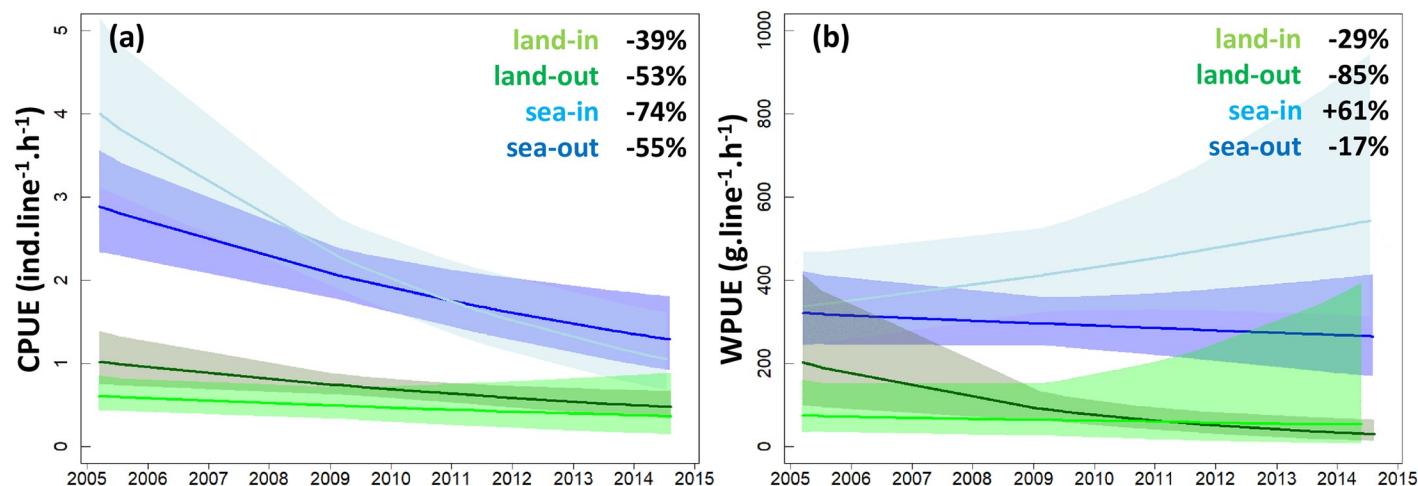 (a)
land-in -39%
land-out -53%
sea-in -74%
sea-out -55%
CPUE (ind.line-1.h-1)
5
4
3
2
1
0
2005 2006 2007 2008 2009 2010 2011 2012 2013 2014 2015
(b)
land-in -29%
land-out -85%
sea-in +61%
sea-out -17%
WPUE (g.line-1.h-1)
1000
800
600
400
200
0
2005 2006 2007 2008 2009 2010 2011 2012 2013 2014 2015